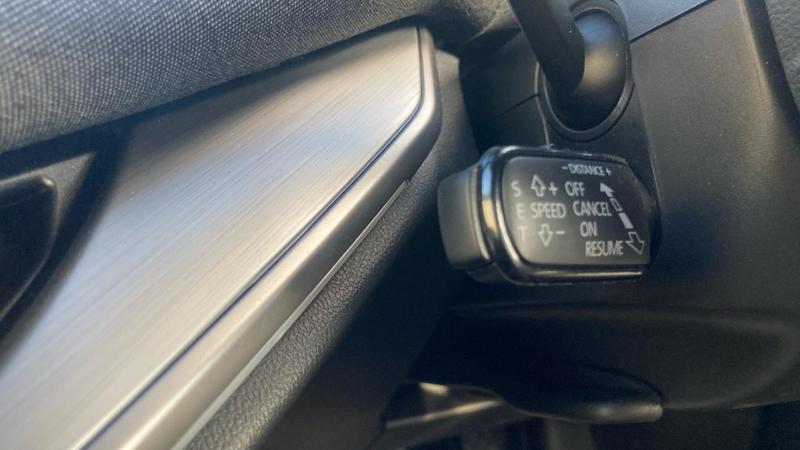 - DISTANCE +
S + OFF
E SPEED CANCEL
T - ON
RESUME